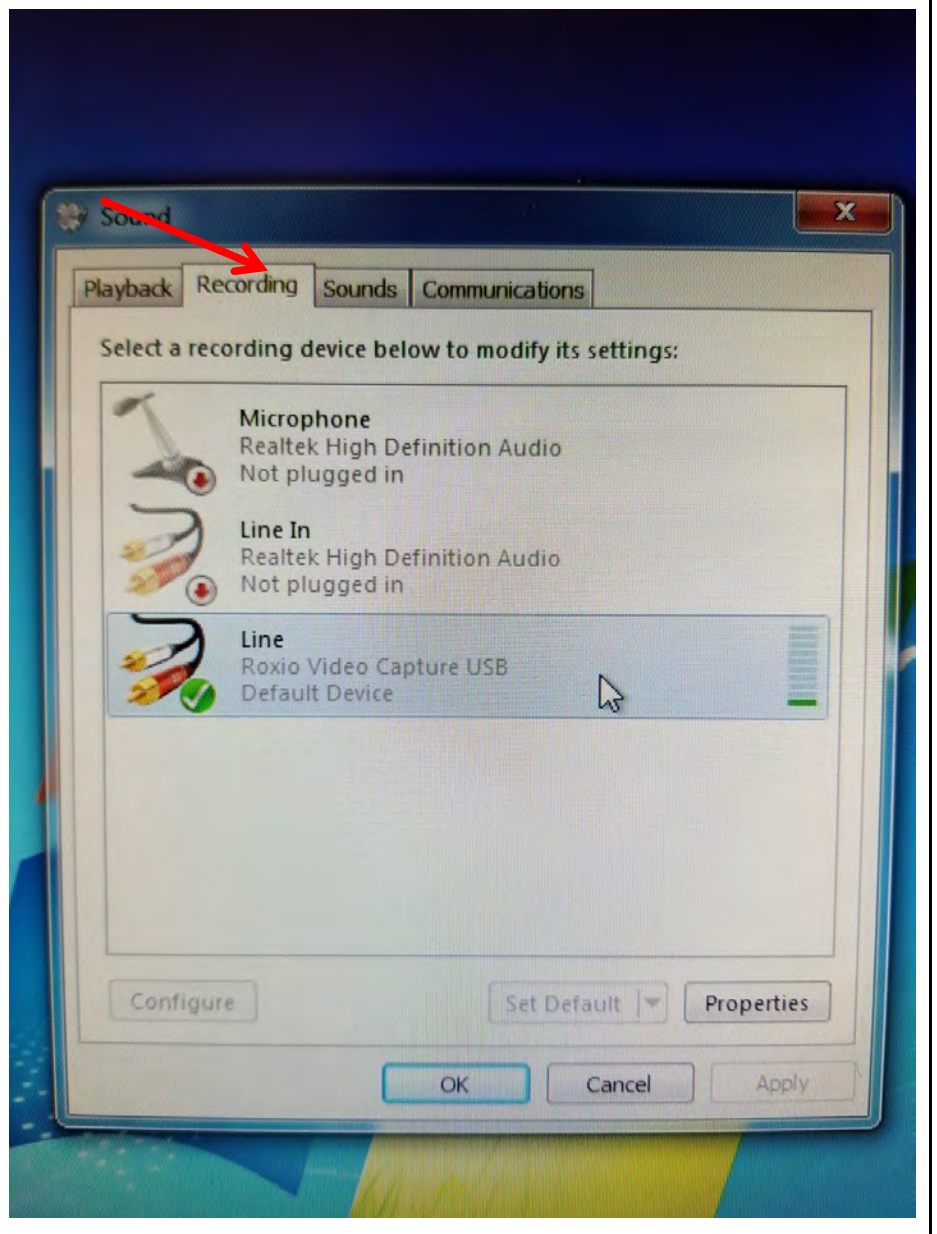 Sound
Playback
Recording
Sounds
Communications
Select a recording device below to modify its settings:
Microphone
Realtek High Definition Audio
Not plugged in
Line In
Realtek High Definition Audio
Not plugged in
Line
Roxio Video Capture USB
Default Device
Configure
Set Default
Properties
OK
Cancel
Apply